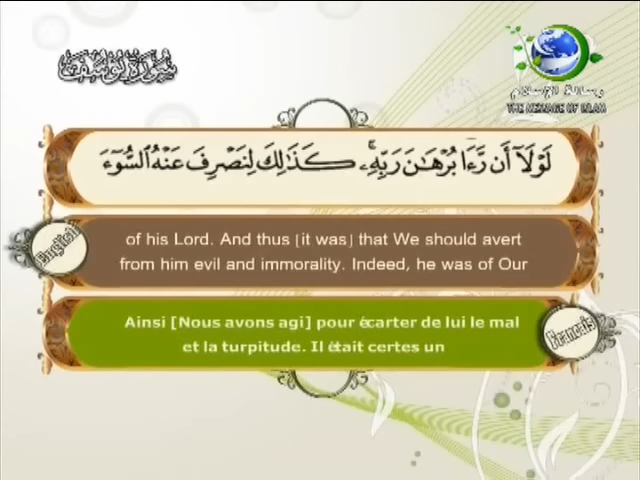 سورة يوسف
رسالة الإسلام
THE MESSAGE OF ISLAM
لَوْلَآ أَن رَّءَا بُرْهَـٰنَ رَبِّهِۦۚ كَذَٰلِكَ لِنَصْرِفَ عَنْهُ ٱلسُّوٓءَ
English
of his Lord. And thus [it was] that We should avert
from him evil and immorality. Indeed, he was of Our
Ainsi [Nous avons agi] pour écarter de lui le mal
et la turpitude. Il était certes un
Français